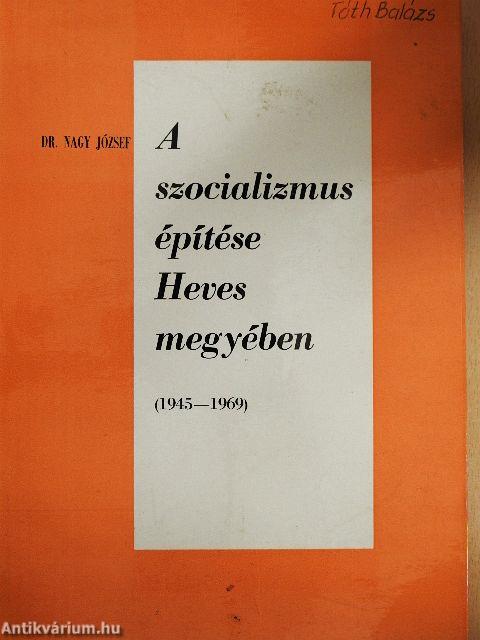 Tóth Balázs
DR. NAGY JÓZSEF
A
szocializmus
építése
Heves
megyében
(1945—1969)
Antikvárium.hu